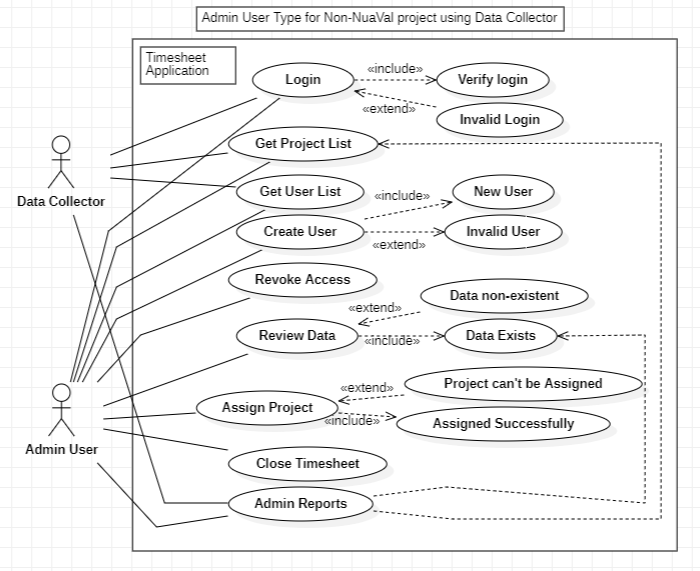 Admin User Type for Non-NuaVal project using Data Collector
Timesheet
Application
Login
«include»
Verify login
«extend»
Invalid Login
Get Project List
Data Collector
Get User List
«include»
New User
Create User
«extend»
Invalid User
Revoke Access
Data non-existent
«extend»
Review Data
«include»
Data Exists
«extend»
Project can't be Assigned
Assign Project
«include»
Assigned Successfully
Admin User
Close Timesheet
Admin Reports